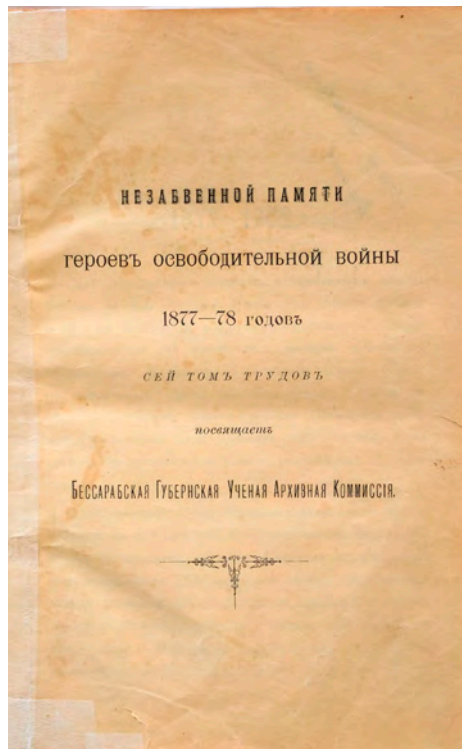 НЕЗАБВЕННОЙ ПАМЯТИ
героевъ освободительной войны
1877—78 годовъ
СЕЙ ТОМЪ ТРУДОВЪ
посвящаетъ
Бессарабская Губернская Ученая Архивная Коммиссія.